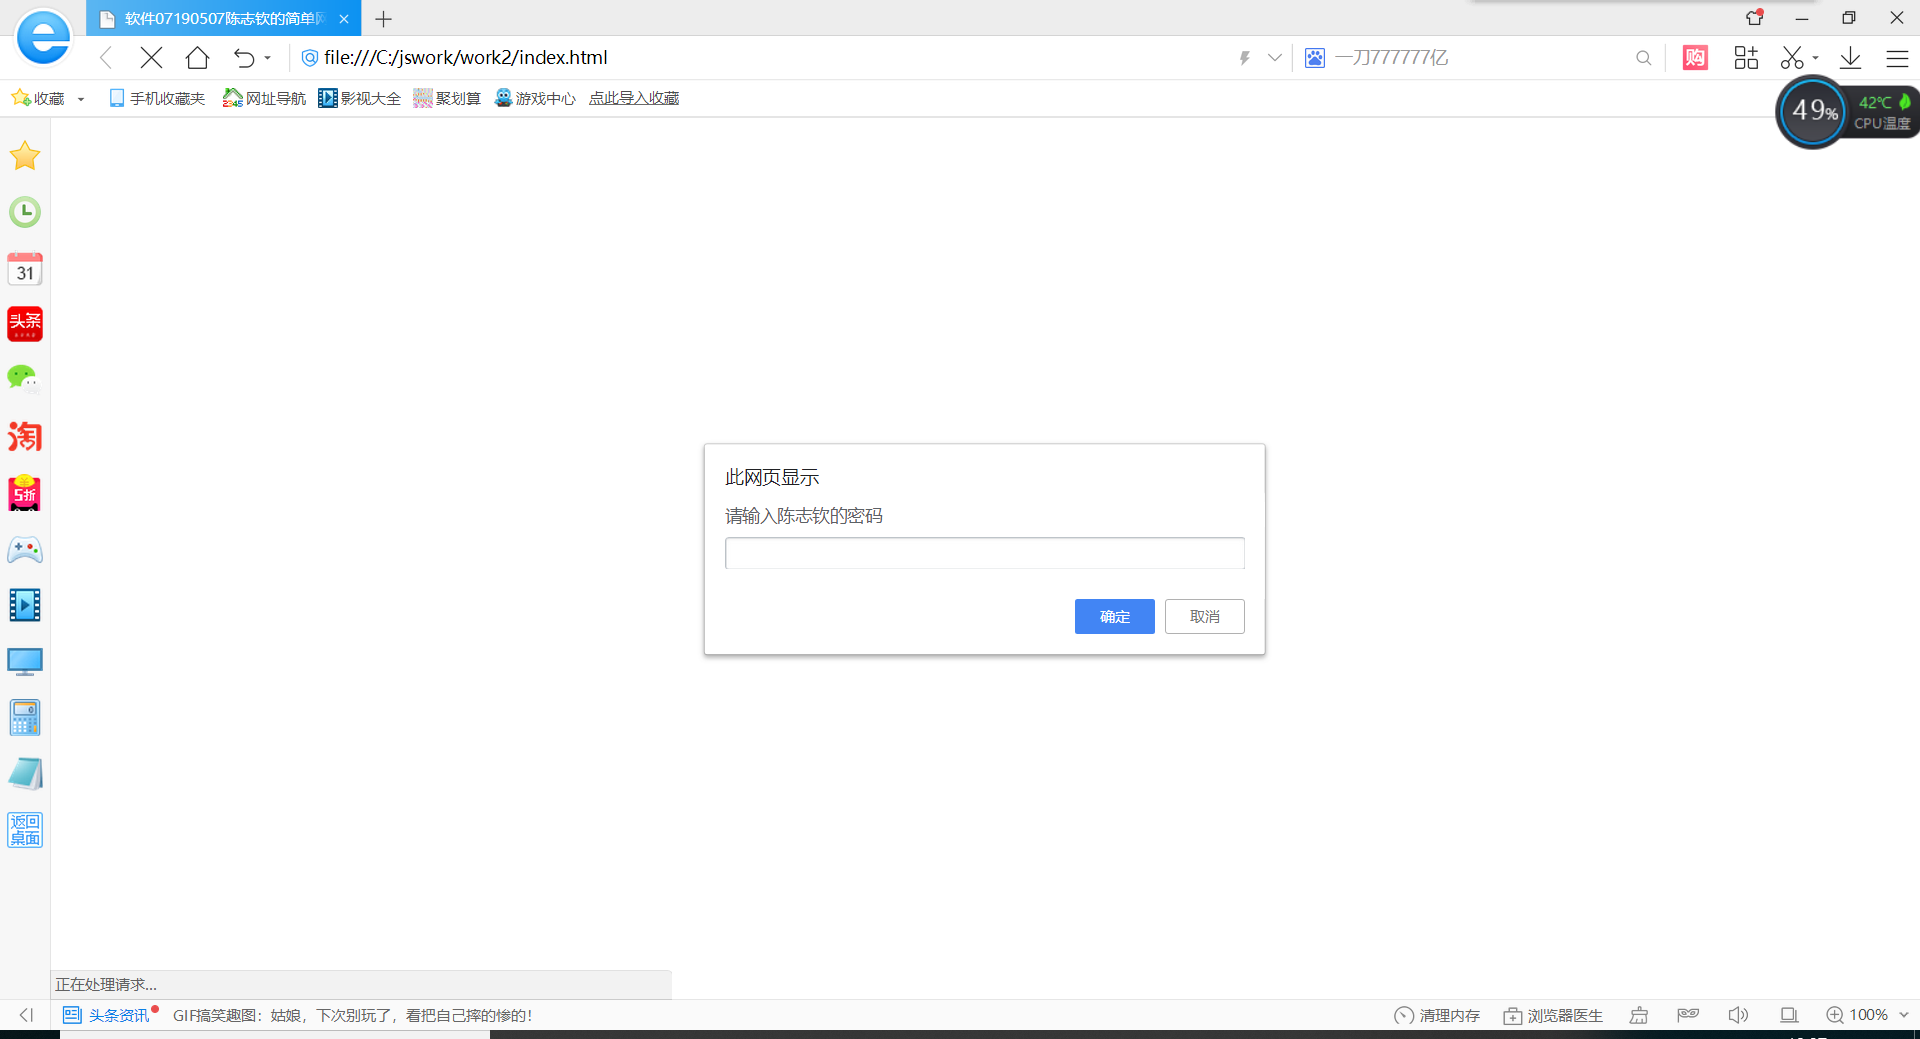 软件07190507陈志钦的简单网
file:///C:/jswork/work2/index.html
一刀777777亿
购
收藏
手机收藏夹
2345
网址导航
影视大全
聚划算
游戏中心
点此导入收藏
49%
42℃
CPU温度
31
头条
淘
5折
返回
桌面
此网页显示
请输入陈志钦的密码
确定
取消
正在处理请求...
头条资讯
GIF搞笑趣图：姑娘，下次别玩了，看把自己摔的惨的！
清理内存
浏览器医生
100%